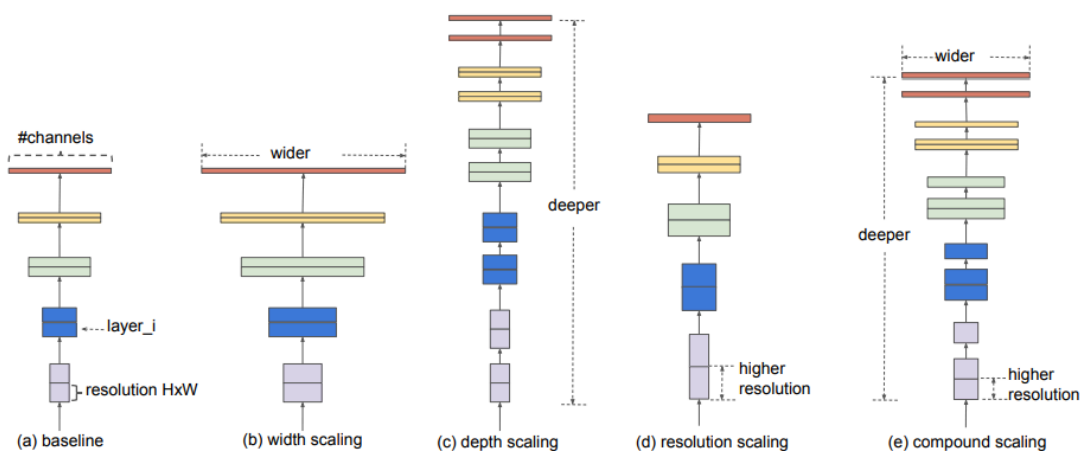 #channels
layer_i
resolution HxW
(a) baseline
wider
(b) width scaling
deeper
(c) depth scaling
higher
resolution
(d) resolution scaling
wider
deeper
higher
resolution
(e) compound scaling